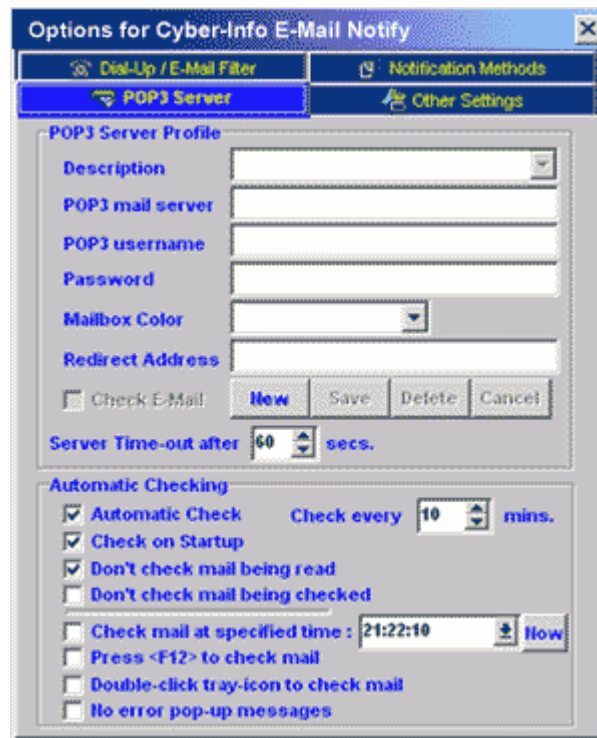 Options for Cyber-Info E-Mail Notify
Dial-Up / E-Mail Filter
Notification Methods
POP3 Server
Other Settings
POP3 Server Profile
Description
POP3 mail server
POP3 username
Password
Mailbox Color
Redirect Address
Check E-Mail New Save Delete Cancel
Server Time-out after 60 secs.
Automatic Checking
Automatic Check Check every 10 mins.
Check on Startup
Don't check mail being read
Don't check mail being checked
Check mail at specified time : 21:22:10 Now
Press <F12> to check mail
Double-click tray-icon to check mail
No error pop-up messages